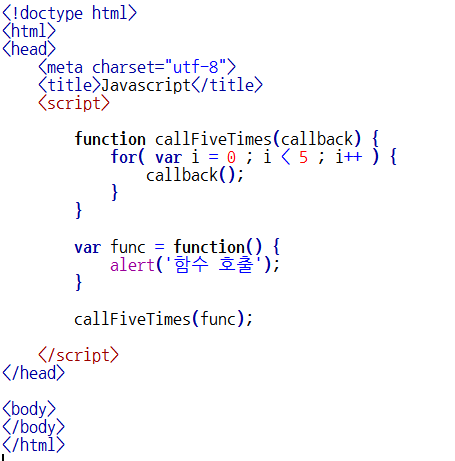 <!doctype html>
<html>
<head>
    <meta charset="utf-8">
    <title>Javascript</title>
    <script>

        function callFiveTimes(callback) {
            for( var i = 0 ; i < 5 ; i++ ) {
                callback();
            }
        }

        var func = function() {
            alert('함수 호출');
        }

        callFiveTimes(func);

    </script>
</head>

<body>
</body>
</html>